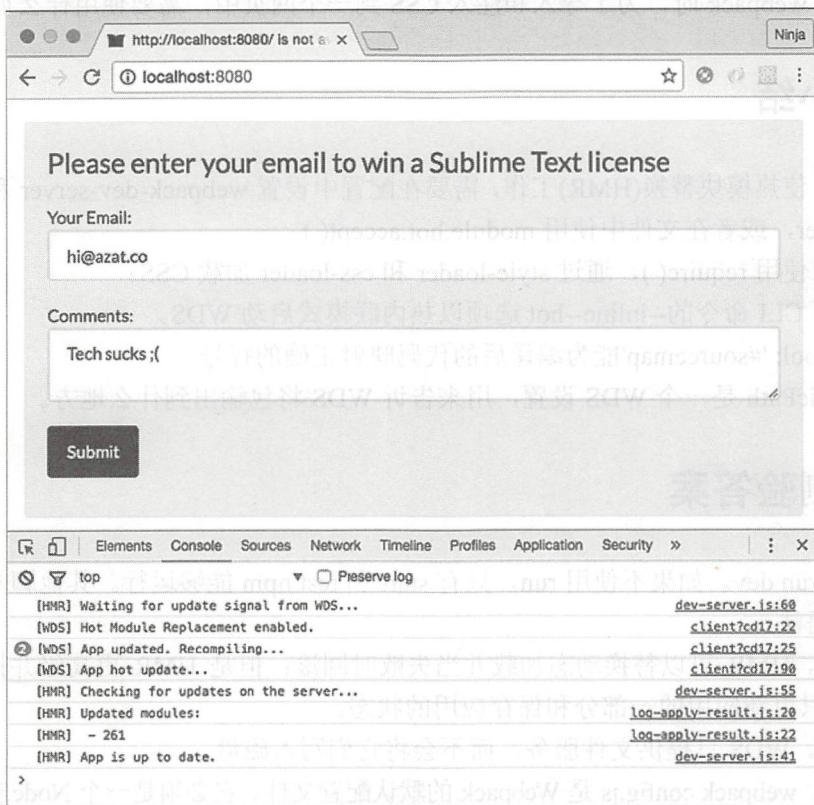 http://localhost:8080/ is not a
Ninja
localhost:8080
Please enter your email to win a Sublime Text license
Your Email:
hi@azat.co
Comments:
Tech sucks ;(
Submit
Elements Console Sources Network Timeline Profiles Application Security »
top Preserve log
[HMR] Waiting for update signal from WDS... dev-server.js:60
[WDS] Hot Module Replacement enabled. client?cd17:22
2 [WDS] App updated. Recompiling... client?cd17:25
[WDS] App hot update... client?cd17:90
[HMR] Checking for updates on the server... dev-server.js:55
[HMR] Updated modules: log-apply-result.js:20
[HMR] - 261 log-apply-result.js:22
[HMR] App is up to date. dev-server.js:41
>